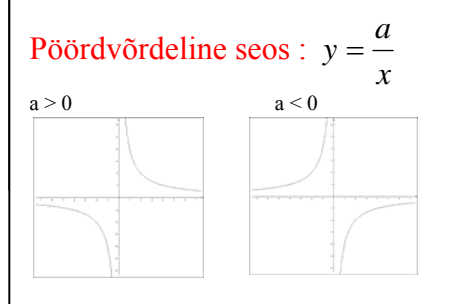 Pöördvõrdeline seos : y = a/x
a > 0 a < 0